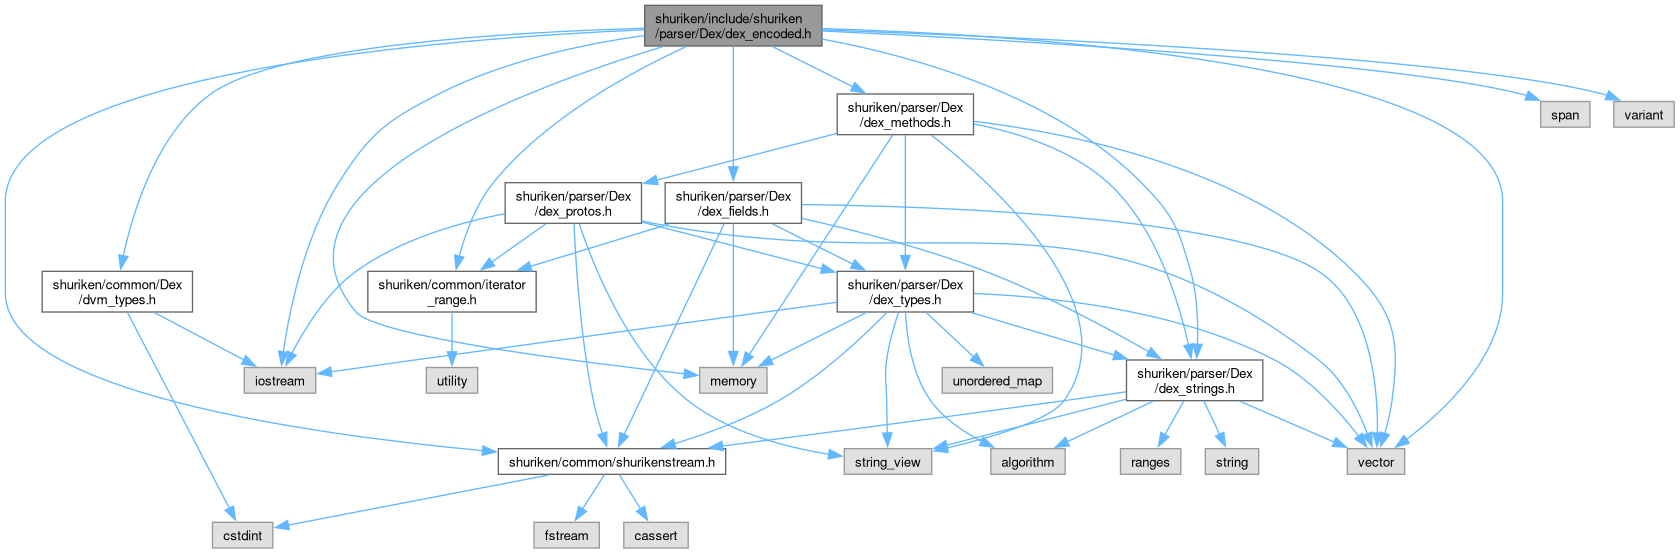 shuriken/include/shuriken
/parser/Dex/dex_encoded.h
span
variant
shuriken/parser/Dex
/dex_methods.h
shuriken/parser/Dex
/dex_protos.h
shuriken/parser/Dex
/dex_fields.h
shuriken/common/Dex
/dvm_types.h
shuriken/common/iterator
_range.h
shuriken/parser/Dex
/dex_types.h
iostream
utility
memory
unordered_map
shuriken/parser/Dex
/dex_strings.h
shuriken/common/shurikenstream.h
string_view
algorithm
ranges
string
vector
cstdint
fstream
cassert